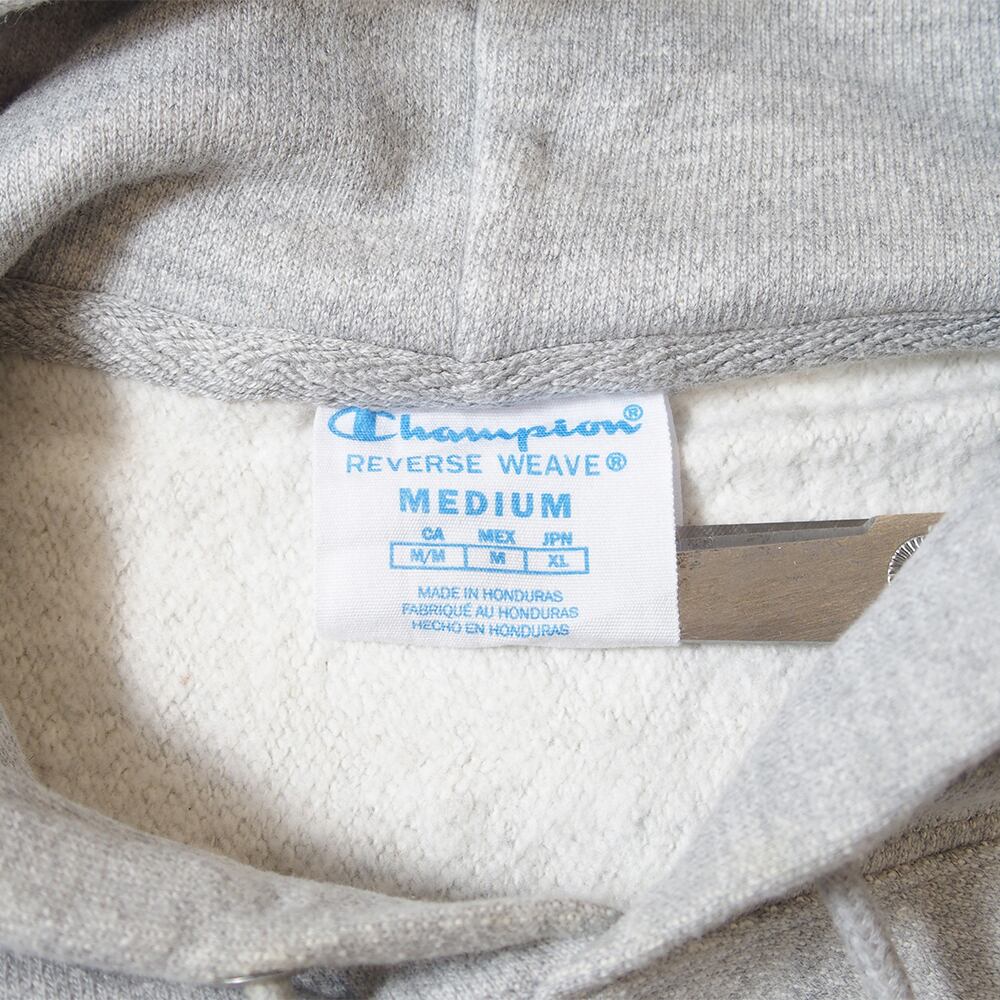 Champion®
REVERSE WEAVE®
MEDIUM
CA MEX JPN
M/M M XL
MADE IN HONDURAS
FABRIQUÉ AU HONDURAS
HECHO EN HONDURAS